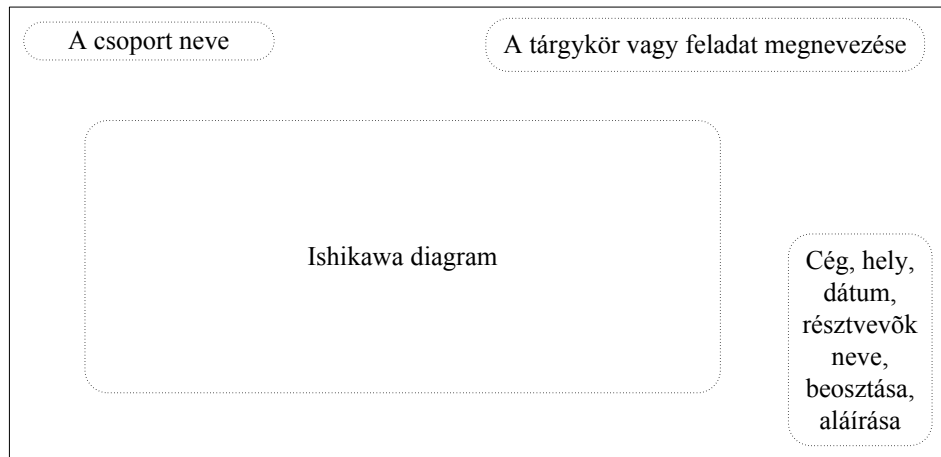 A csoport neve
A tárgykör vagy feladat megnevezése
Ishikawa diagram
Cég, hely,
dátum,
résztvevõk
neve,
beosztása,
aláírása